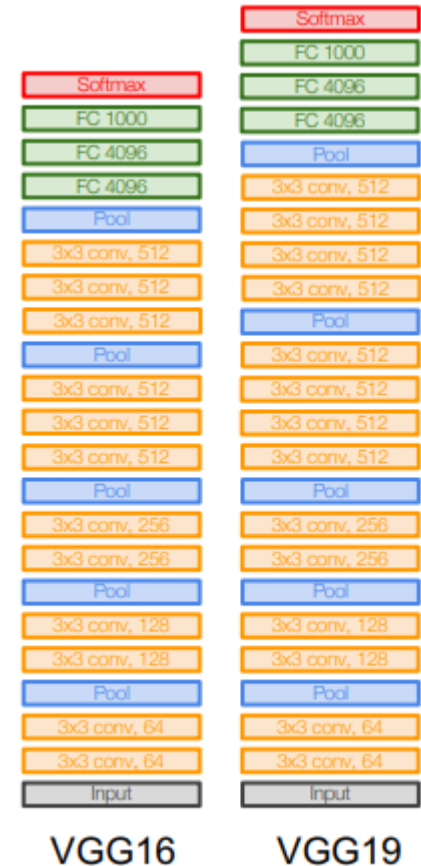 Softmax
FC 1000
FC 4096
FC 4096
Pool
3x3 conv, 512
3x3 conv, 512
3x3 conv, 512
Pool
3x3 conv, 512
3x3 conv, 512
3x3 conv, 512
Pool
3x3 conv, 256
3x3 conv, 256
Pool
3x3 conv, 128
3x3 conv, 128
Pool
3x3 conv, 64
3x3 conv, 64
Input
VGG16
Softmax
FC 1000
FC 4096
FC 4096
Pool
3x3 conv, 512
3x3 conv, 512
3x3 conv, 512
3x3 conv, 512
Pool
3x3 conv, 512
3x3 conv, 512
3x3 conv, 512
3x3 conv, 512
Pool
3x3 conv, 256
3x3 conv, 256
Pool
3x3 conv, 128
3x3 conv, 128
Pool
3x3 conv, 64
3x3 conv, 64
Input
VGG19